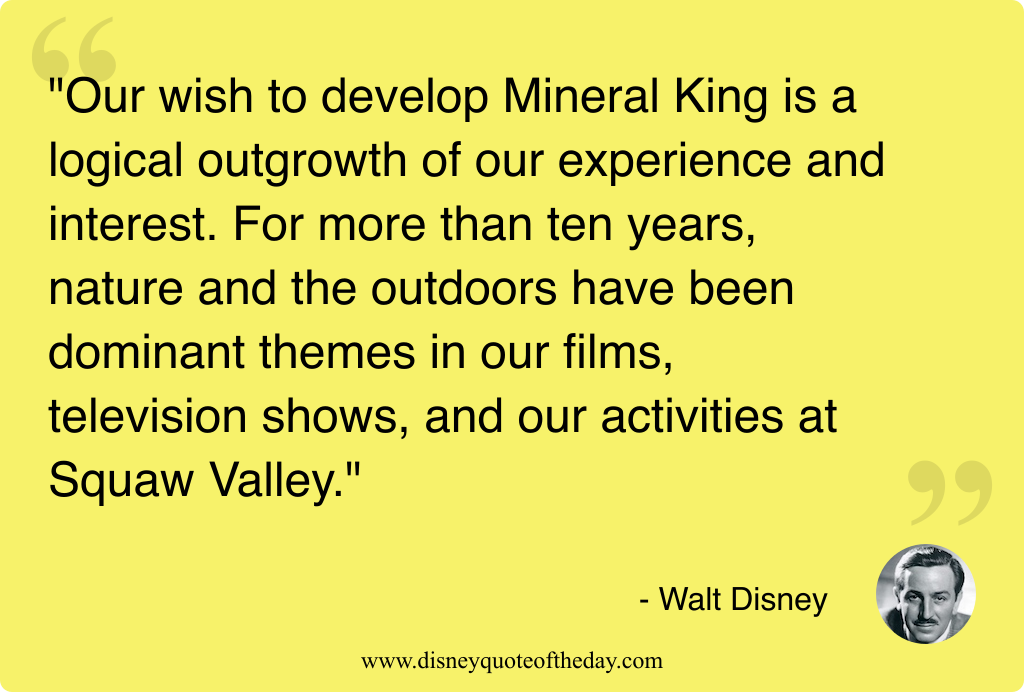 "Our wish to develop Mineral King is a
logical outgrowth of our experience and
interest. For more than ten years,
nature and the outdoors have been
dominant themes in our films,
television shows, and our activities at
Squaw Valley."
- Walt Disney
www.disneyquoteoftheday.com